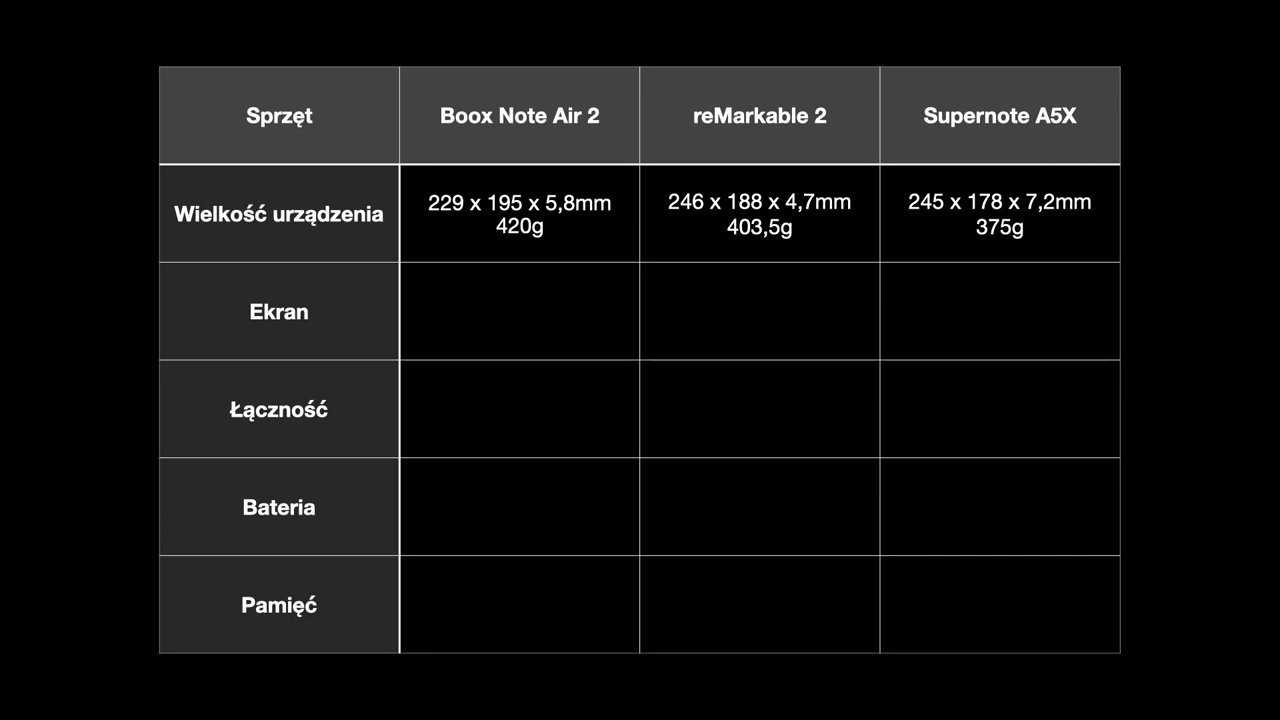 Sprzęt
Boox Note Air 2
reMarkable 2
Supernote A5X
Wielkość urządzenia
229 x 195 x 5,8mm
420g
246 x 188 x 4,7mm
403,5g
245 x 178 x 7,2mm
375g
Ekran
Łączność
Bateria
Pamięć